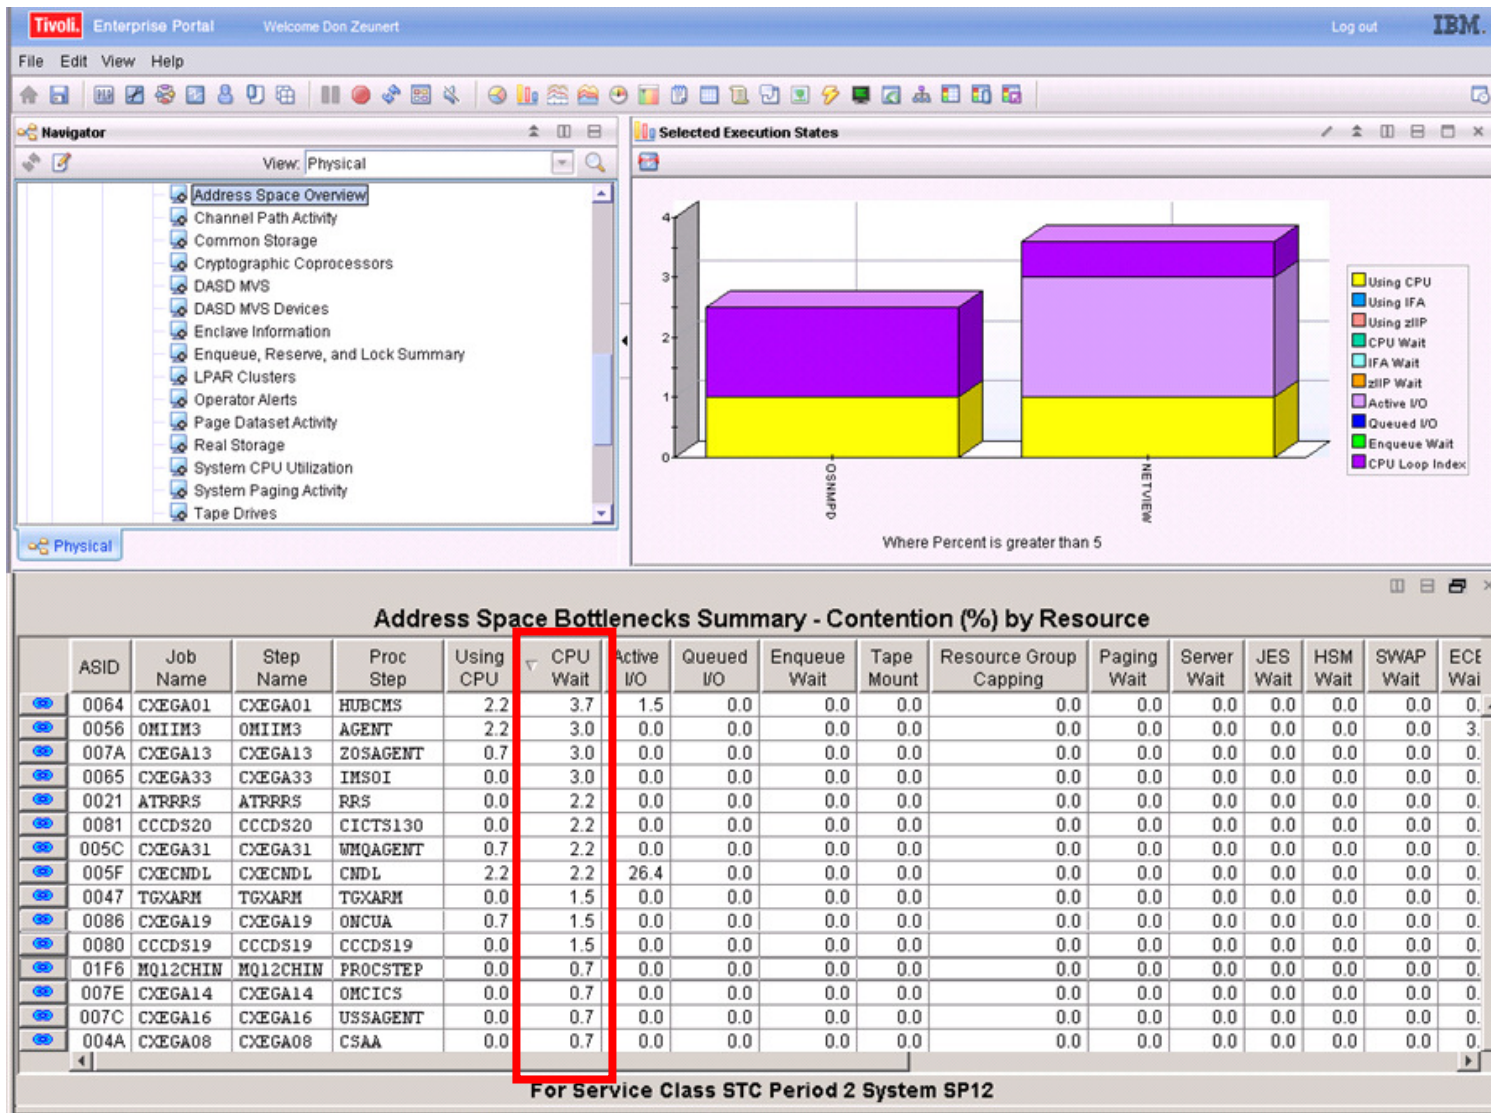 Tivoli. Enterprise Portal Welcome Don Zeunert Log out IBM.
File Edit View Help
Navigator
View: Physical
Address Space Overview
Channel Path Activity
Common Storage
Cryptographic Coprocessors
DASD MVS
DASD MVS Devices
Enclave Information
Enqueue, Reserve, and Lock Summary
LPAR Clusters
Operator Alerts
Page Dataset Activity
Real Storage
System CPU Utilization
System Paging Activity
Tape Drives
Physical
Selected Execution States
4
3
2
1
0
OSNMPD
NETVIEW
Where Percent is greater than 5
Using CPU
Using IFA
Using zIIP
CPU Wait
IFA Wait
zIIP Wait
Active I/O
Queued I/O
Enqueue Wait
CPU Loop Index
Address Space Bottlenecks Summary - Contention (%) by Resource
ASID Job Name Step Name Proc Step Using CPU CPU Wait Active I/O Queued I/O Enqueue Wait Tape Mount Resource Group Capping Paging Wait Server Wait JES Wait HSM Wait SWAP Wait
0064 CXEGA01 CXEGA01 HUBCMS 2.2 3.7 1.5 0.0 0.0 0.0 0.0 0.0 0.0 0.0 0.0 0.0 0.
0056 OMIIM3 OMIIM3 AGENT 2.2 3.0 0.0 0.0 0.0 0.0 0.0 0.0 0.0 0.0 0.0 0.0 3.
007A CXEGA13 CXEGA13 ZOSAGENT 0.7 3.0 0.0 0.0 0.0 0.0 0.0 0.0 0.0 0.0 0.0 0.0 0.
0065 CXEGA33 CXEGA33 IMSOI 0.0 3.0 0.0 0.0 0.0 0.0 0.0 0.0 0.0 0.0 0.0 0.0 0.
0021 ATRRRS ATRRRS RRS 0.0 2.2 0.0 0.0 0.0 0.0 0.0 0.0 0.0 0.0 0.0 0.0 0.
0081 CCCDS20 CCCDS20 CICTS130 0.0 2.2 0.0 0.0 0.0 0.0 0.0 0.0 0.0 0.0 0.0 0.0 0.
005C CXEGA31 CXEGA31 WMQAGENT 0.7 2.2 0.0 0.0 0.0 0.0 0.0 0.0 0.0 0.0 0.0 0.0 0.
005F CXECNDL CXECNDL CNDL 2.2 2.2 26.4 0.0 0.0 0.0 0.0 0.0 0.0 0.0 0.0 0.0 0.
0047 TGXARM TGXARM TGXARM 0.0 1.5 0.0 0.0 0.0 0.0 0.0 0.0 0.0 0.0 0.0 0.0 0.
0086 CXEGA19 CXEGA19 ONCUA 0.7 1.5 0.0 0.0 0.0 0.0 0.0 0.0 0.0 0.0 0.0 0.0 0.
0080 CCCDS19 CCCDS19 CCCDS19 0.0 1.5 0.0 0.0 0.0 0.0 0.0 0.0 0.0 0.0 0.0 0.0 0.
01F6 MQ12CHIN MQ12CHIN PROCSTEP 0.0 0.7 0.0 0.0 0.0 0.0 0.0 0.0 0.0 0.0 0.0 0.0 0.
007E CXEGA14 CXEGA14 OMCICS 0.0 0.7 0.0 0.0 0.0 0.0 0.0 0.0 0.0 0.0 0.0 0.0 0.
007C CXEGA16 CXEGA16 USSAGENT 0.0 0.7 0.0 0.0 0.0 0.0 0.0 0.0 0.0 0.0 0.0 0.0 0.
004A CXEGA08 CXEGA08 CSAA 0.0 0.7 0.0 0.0 0.0 0.0 0.0 0.0 0.0 0.0 0.0 0.0 0.
For Service Class STC Period 2 System SP12